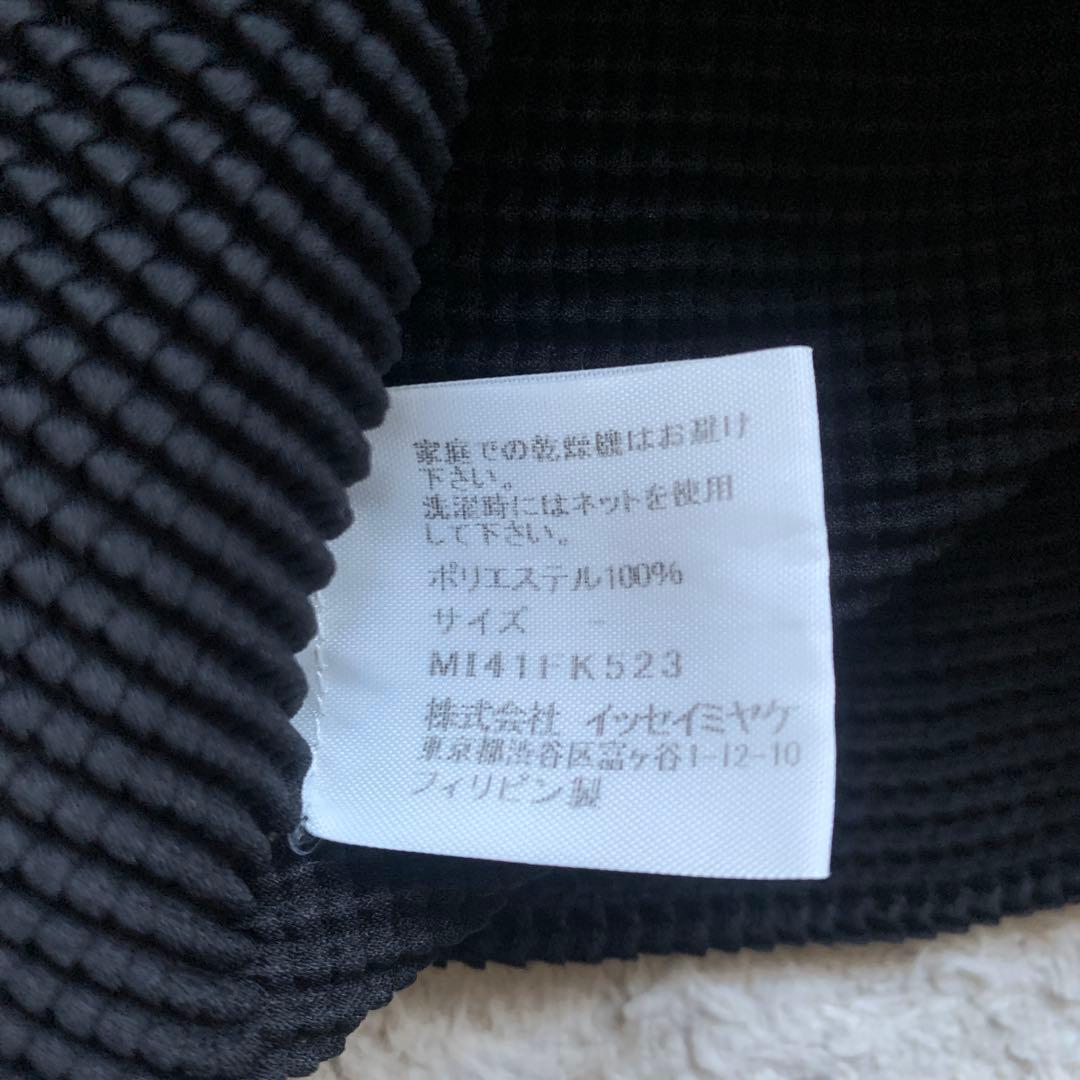 家庭での乾燥機はお避け
下さい。
洗濯時にはネットを使用
して下さい。
ポリエステル100%
サイズ -
MI41FK523
株式会社 イッセイミヤケ
東京都渋谷区富ヶ谷1-12-10
フィリピン製